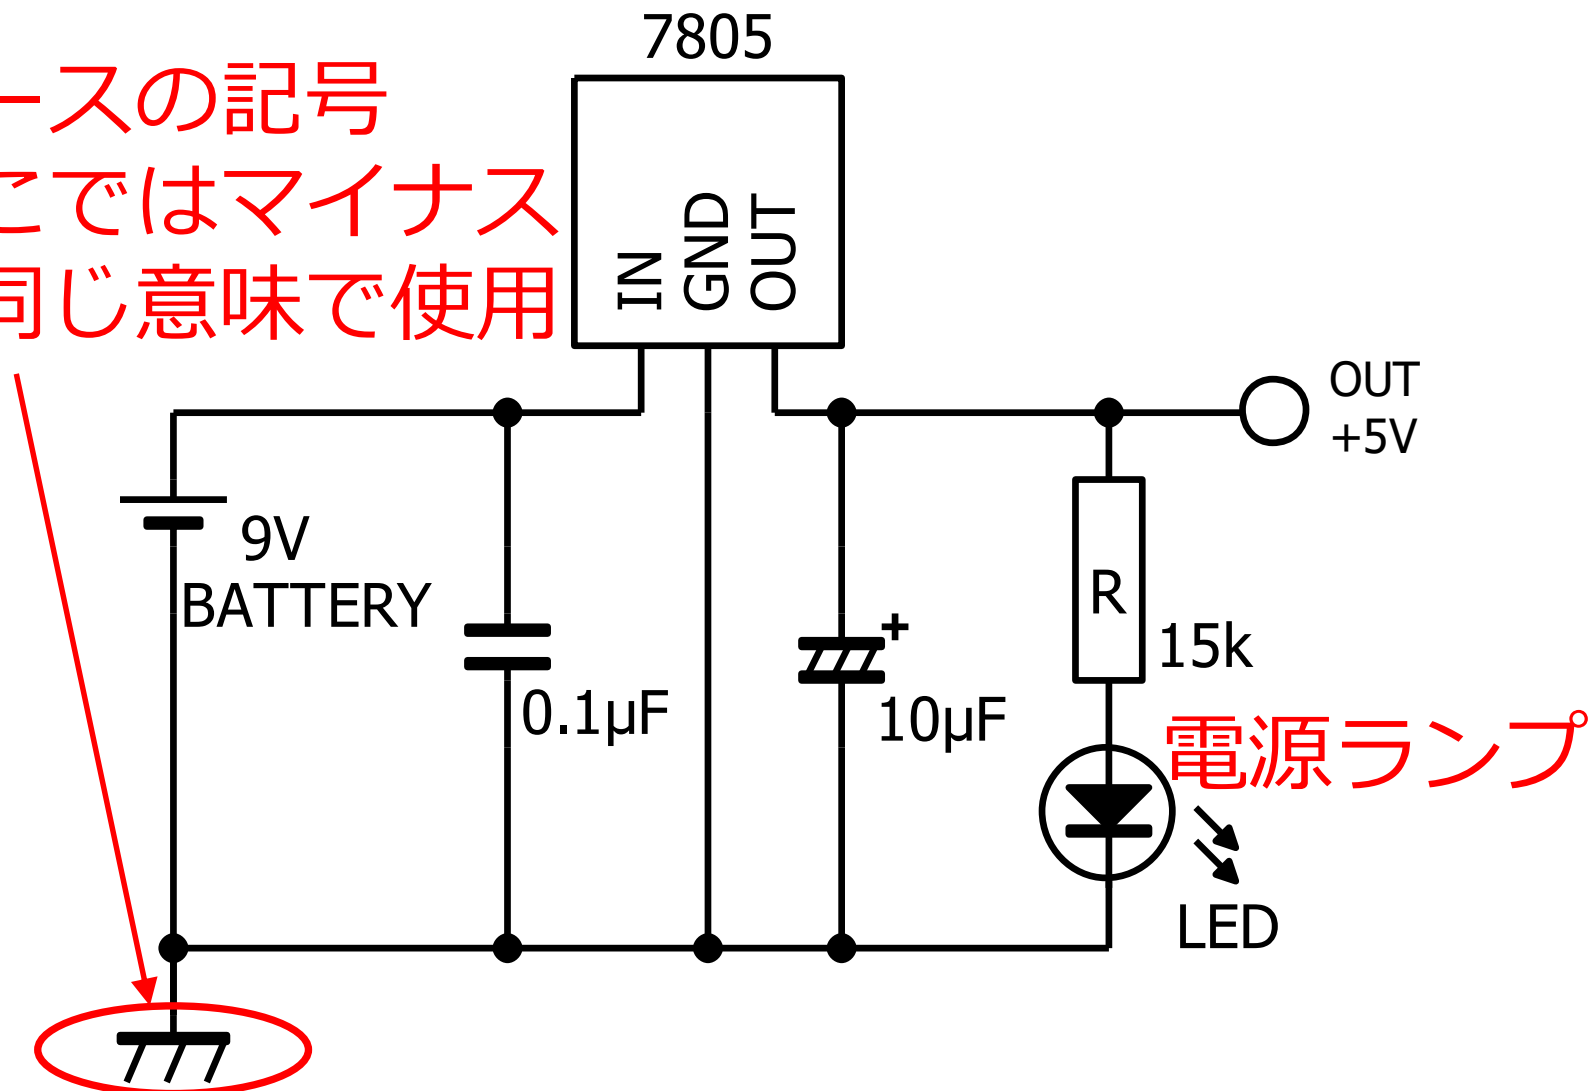 7805
ースの記号
こではマイナス
同じ意味で使用
IN
GND
OUT
OUT
+5V
9V
BATTERY
R
15k
+
0.1μF
10μF
電源ランプ
LED